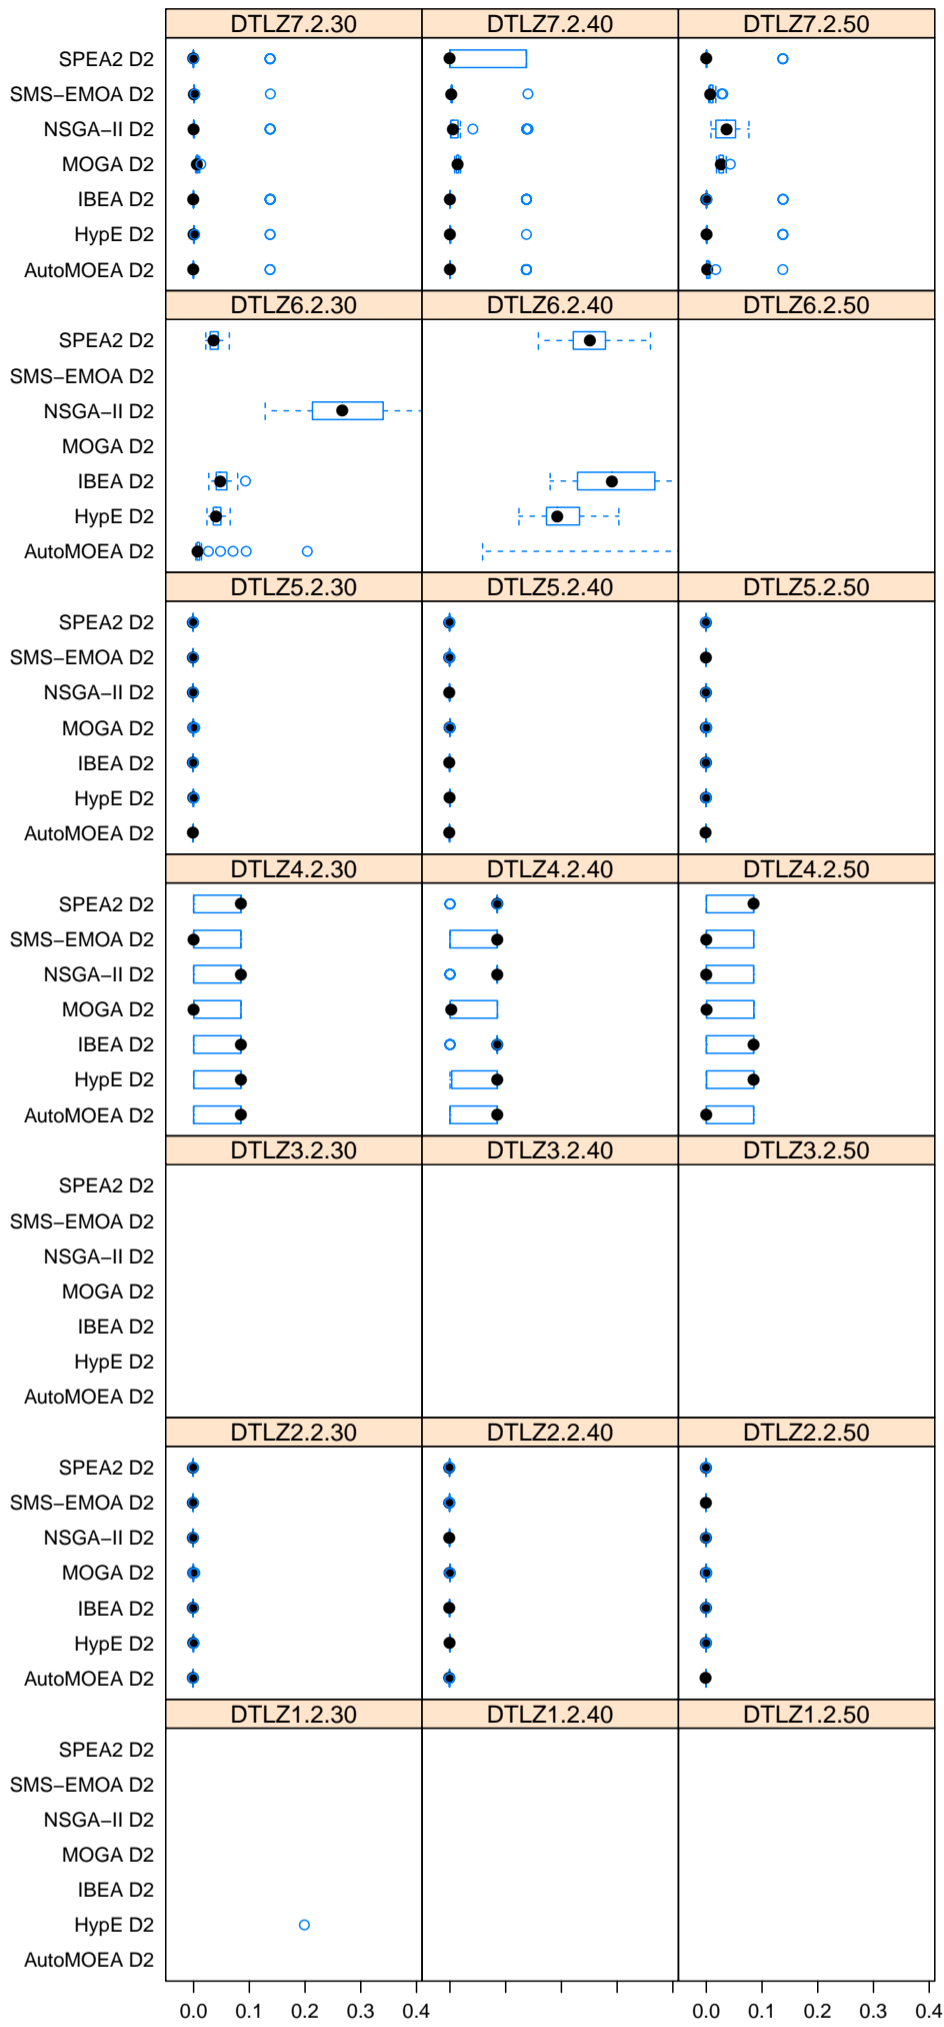 DTLZ7.2.30 DTLZ7.2.40 DTLZ7.2.50
SPEA2 D2
SMS−EMOA D2
NSGA−II D2
MOGA D2
IBEA D2
HypE D2
AutoMOEA D2
DTLZ6.2.30 DTLZ6.2.40 DTLZ6.2.50
SPEA2 D2
SMS−EMOA D2
NSGA−II D2
MOGA D2
IBEA D2
HypE D2
AutoMOEA D2
DTLZ5.2.30 DTLZ5.2.40 DTLZ5.2.50
SPEA2 D2
SMS−EMOA D2
NSGA−II D2
MOGA D2
IBEA D2
HypE D2
AutoMOEA D2
DTLZ4.2.30 DTLZ4.2.40 DTLZ4.2.50
SPEA2 D2
SMS−EMOA D2
NSGA−II D2
MOGA D2
IBEA D2
HypE D2
AutoMOEA D2
DTLZ3.2.30 DTLZ3.2.40 DTLZ3.2.50
SPEA2 D2
SMS−EMOA D2
NSGA−II D2
MOGA D2
IBEA D2
HypE D2
AutoMOEA D2
DTLZ2.2.30 DTLZ2.2.40 DTLZ2.2.50
SPEA2 D2
SMS−EMOA D2
NSGA−II D2
MOGA D2
IBEA D2
HypE D2
AutoMOEA D2
DTLZ1.2.30 DTLZ1.2.40 DTLZ1.2.50
SPEA2 D2
SMS−EMOA D2
NSGA−II D2
MOGA D2
IBEA D2
HypE D2
AutoMOEA D2
0.0 0.1 0.2 0.3 0.4 0.0 0.1 0.2 0.3 0.4